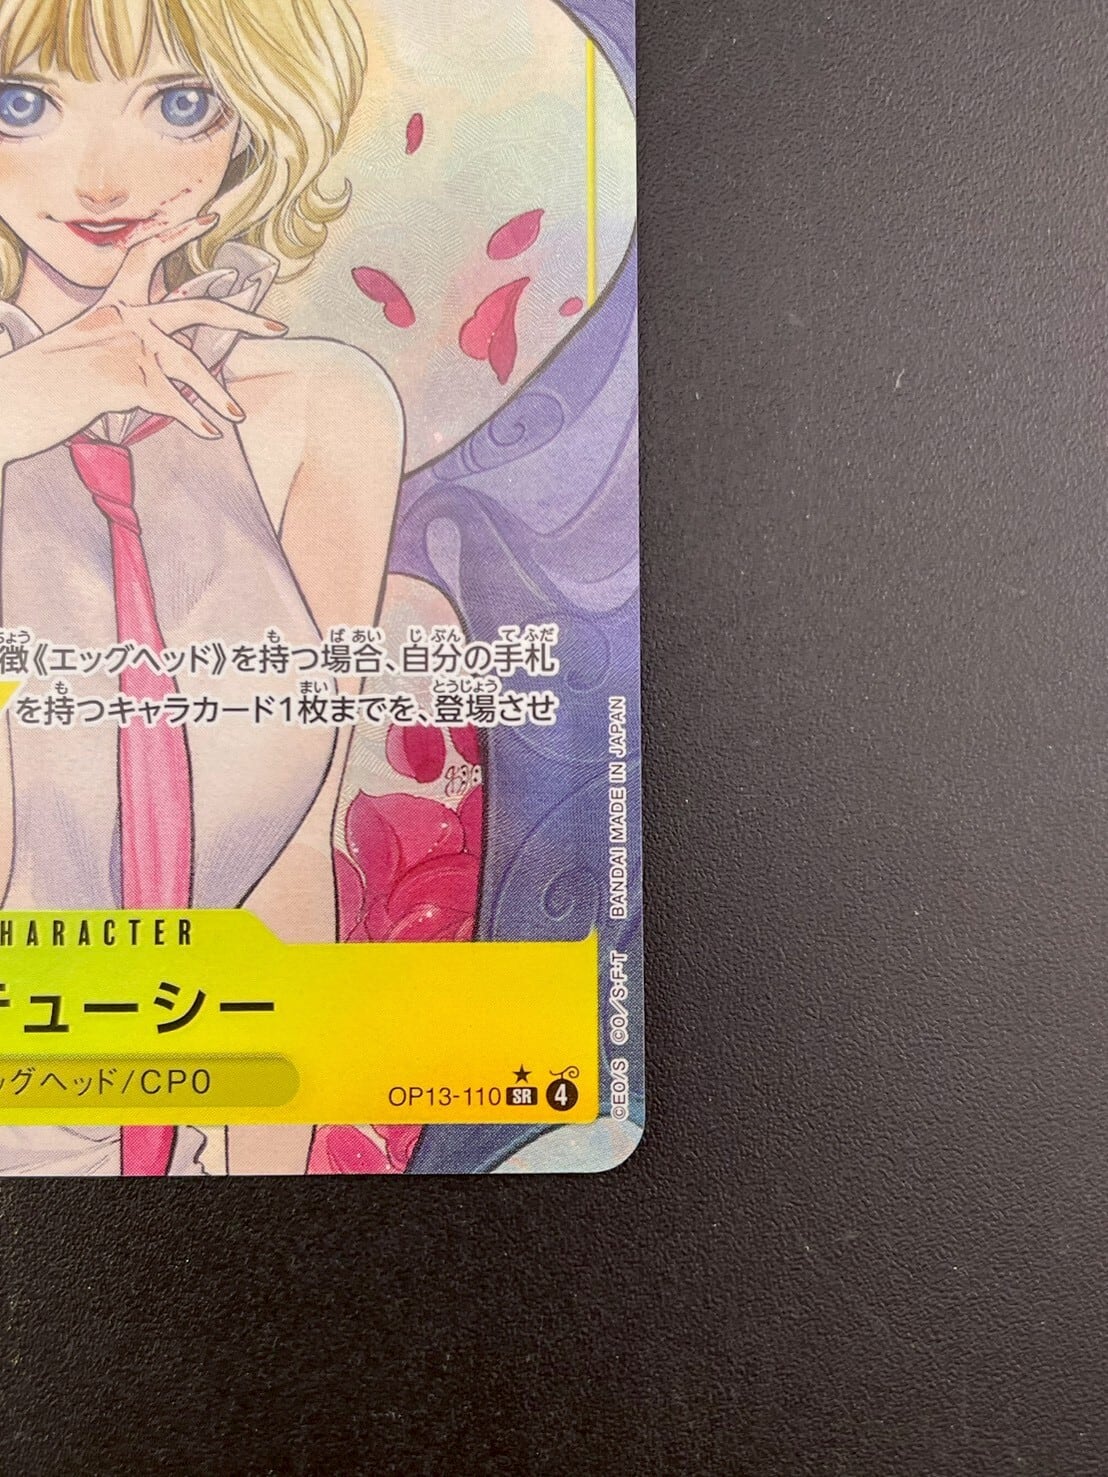 徴《エッグヘッド》を持つ場合、自分の手札
を持つキャラカード1枚までを、登場させ
HARACTER
チューシー
グヘッド/CP0
OP13-110 SR 4
©EO/S ©O/S・F・T BANDAI MADE IN JAPAN